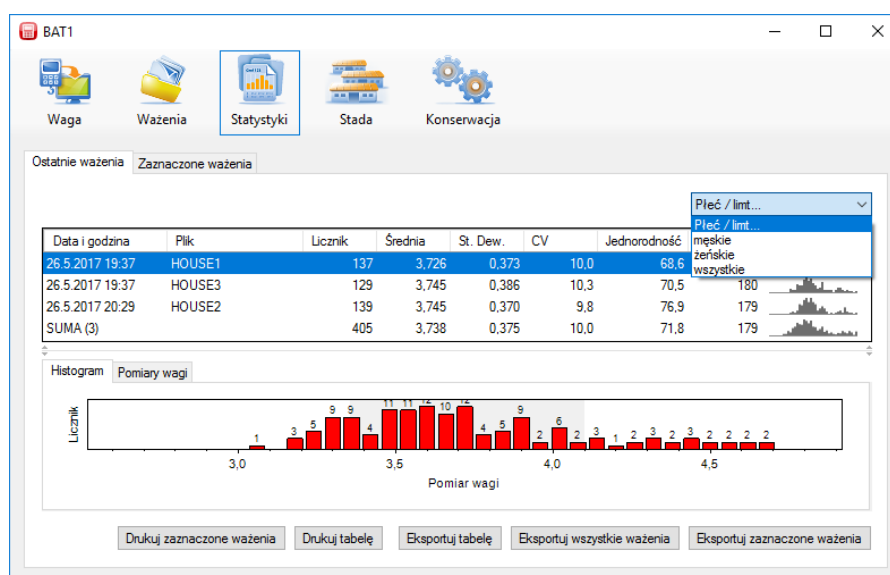 BAT1
Waga Ważenia Statystyki Stada Konserwacja
Ostatnie ważenia Zaznaczone ważenia
Płeć / limt...
Płeć / limt...
męskie
żeńskie
wszystkie
Data i godzina Plik Licznik Średnia St. Dew. CV Jednorodność
26.5.2017 19:37 HOUSE1 137 3,726 0,373 10,0 68,6
26.5.2017 19:37 HOUSE3 129 3,745 0,386 10,3 70,5 180
26.5.2017 20:29 HOUSE2 139 3,745 0,370 9,8 76,9 179
SUMA (3) 405 3,738 0,375 10,0 71,8 179
Histogram Pomiary wagi
Licznik
1 3 5 9 9 4 11 11 12 10 12 4 5 9 2 6 2 3 1 2 3 2 3 2 2 2 2
3,0 3,5 4,0 4,5
Pomiar wagi
Drukuj zaznaczone ważenia Drukuj tabelę Eksportuj tabelę Eksportuj wszystkie ważenia Eksportuj zaznaczone ważenia